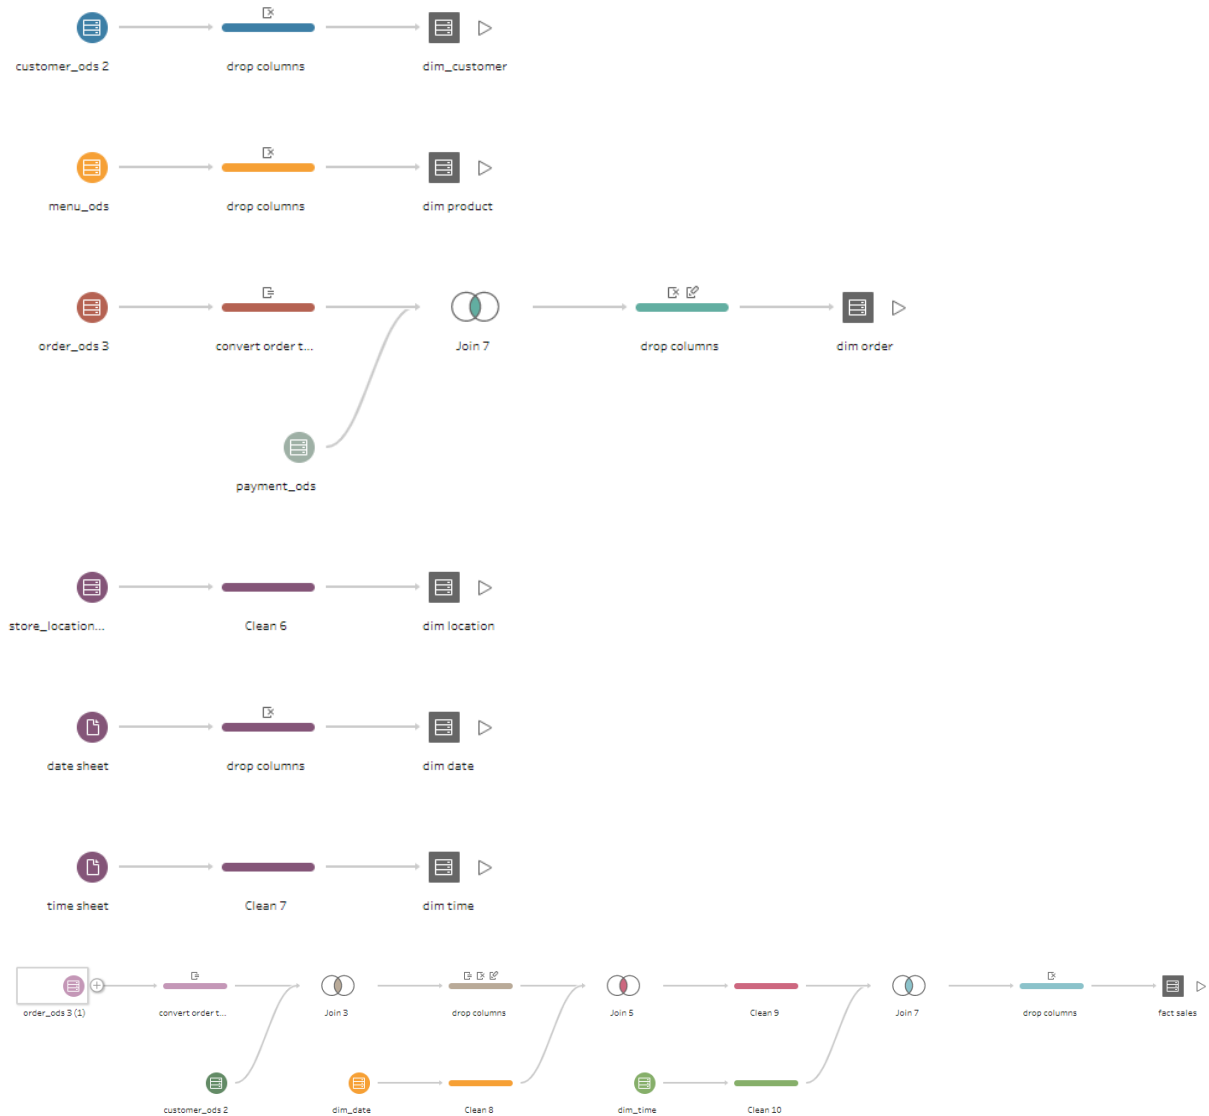 customer_ods 2 drop columns dim_customer
menu_ods drop columns dim product
order_ods 3 convert order t... Join 7 drop columns dim order
payment_ods
store_location... Clean 6 dim location
date sheet drop columns dim date
time sheet Clean 7 dim time
order_ods 3 (1) convert order t... Join 3 drop columns Join 5 Clean 9 Join 7 drop columns fact sales
customer_ods 2 dim_date Clean 8 dim_time Clean 10